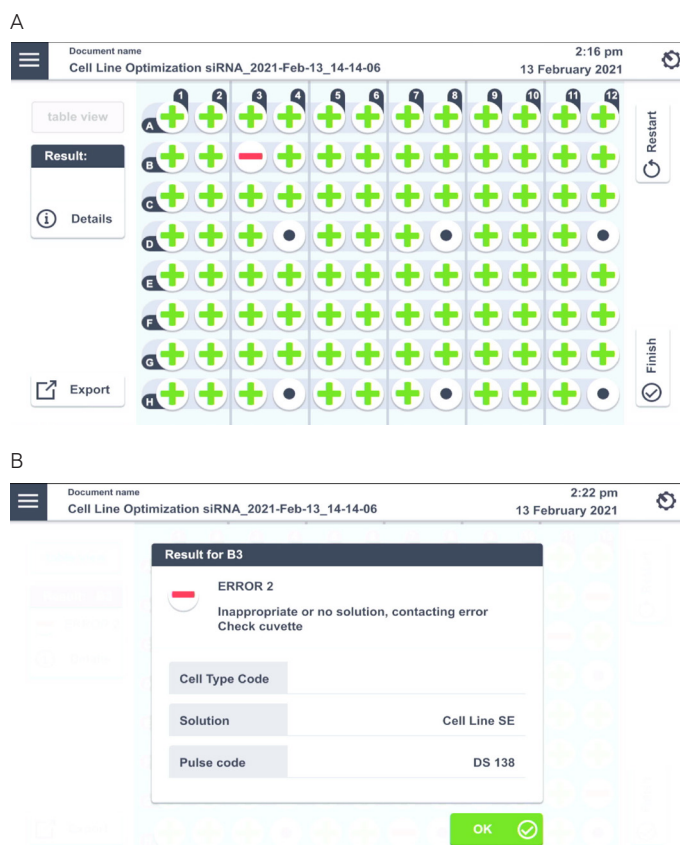 A
Document name
Cell Line Optimization siRNA_2021-Feb-13_14-14-06
2:16 pm
13 February 2021
table view
Result:
Details
Export
1 2 3 4 5 6 7 8 9 10 11 12
A
B
C
D
E
F
G
H
Restart
Finish
B
Document name
Cell Line Optimization siRNA_2021-Feb-13_14-14-06
2:22 pm
13 February 2021
Result for B3
ERROR 2
Inappropriate or no solution, contacting error
Check cuvette
Cell Type Code
Solution Cell Line SE
Pulse code DS 138
OK